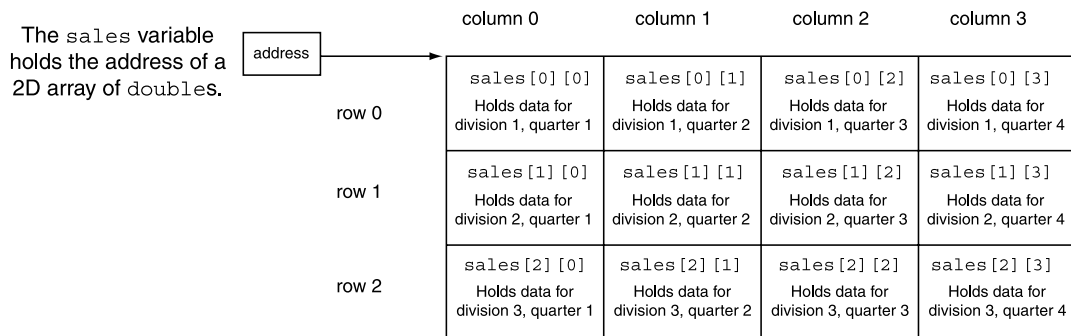 column 0 column 1 column 2 column 3
The sales variable
holds the address of a
2D array of doubles.
address
row 0
sales[0][0] sales[0][1] sales[0][2] sales[0][3]
Holds data for Holds data for Holds data for Holds data for
division 1, quarter 1 division 1, quarter 2 division 1, quarter 3 division 1, quarter 4
row 1
sales[1][0] sales[1][1] sales[1][2] sales[1][3]
Holds data for Holds data for Holds data for Holds data for
division 2, quarter 1 division 2, quarter 2 division 2, quarter 3 division 2, quarter 4
row 2
sales[2][0] sales[2][1] sales[2][2] sales[2][3]
Holds data for Holds data for Holds data for Holds data for
division 3, quarter 1 division 3, quarter 2 division 3, quarter 3 division 3, quarter 4